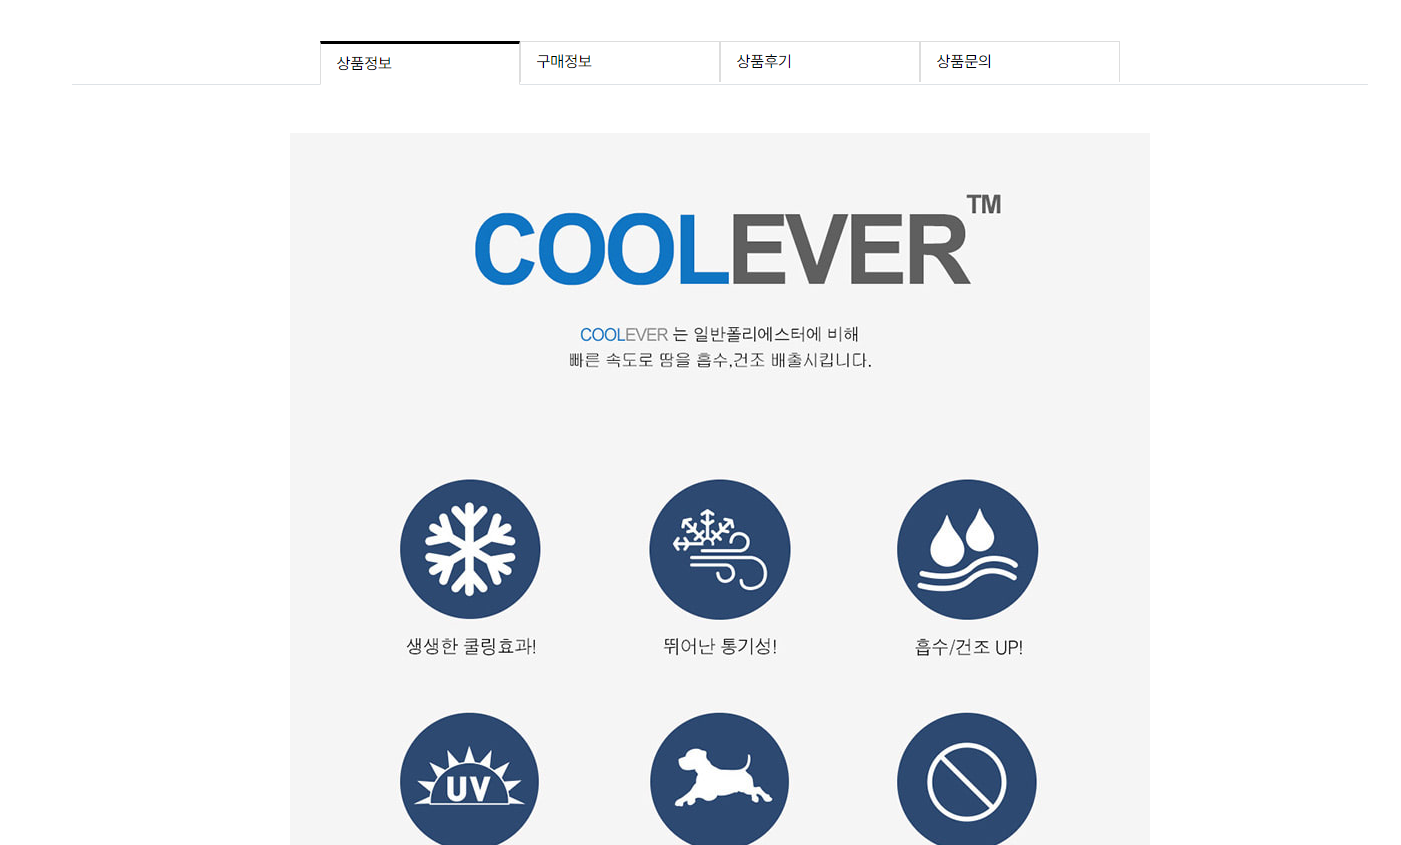 상품정보
구매정보
상품후기
상품문의
COOLEVER™
COOLEVER 는 일반폴리에스터에 비해
빠른 속도로 땀을 흡수,건조 배출시킵니다.
생생한 쿨링효과!
뛰어난 통기성!
흡수/건조 UP!
UV